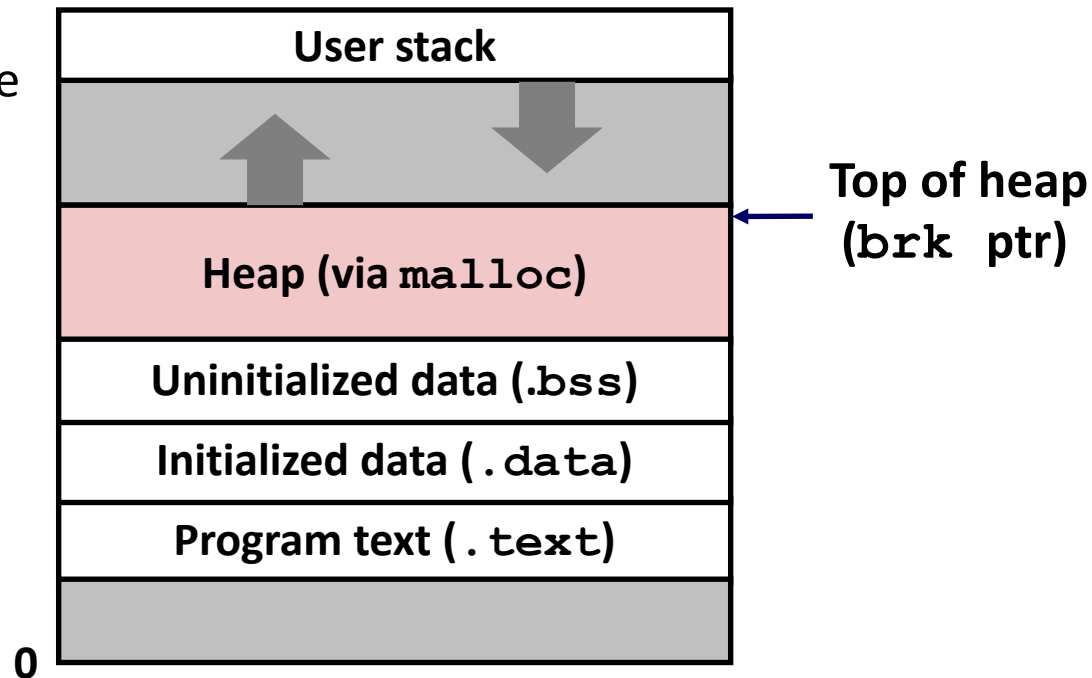 User stack
e
Top of heap
(brk ptr)
Heap (via malloc)
Uninitialized data (.bss)
Initialized data (.data)
Program text (.text)
0